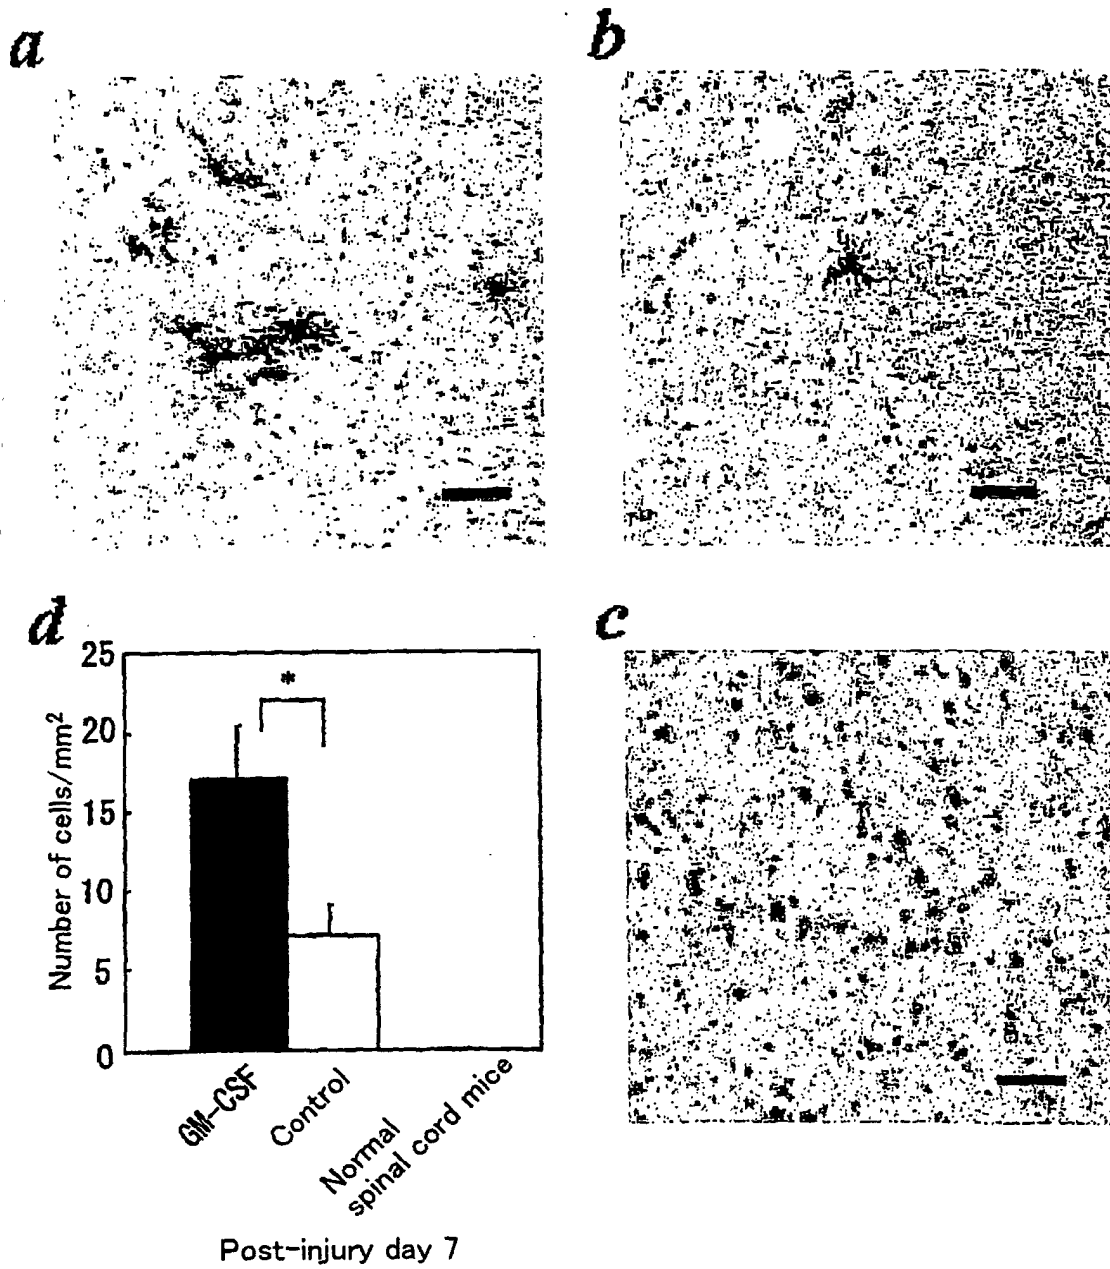 a
b
d
c
25
20
15
10
5
0
Number of cells/mm²
*
GM-CSF
Control
Normal
spinal cord mice
Post-injury day 7